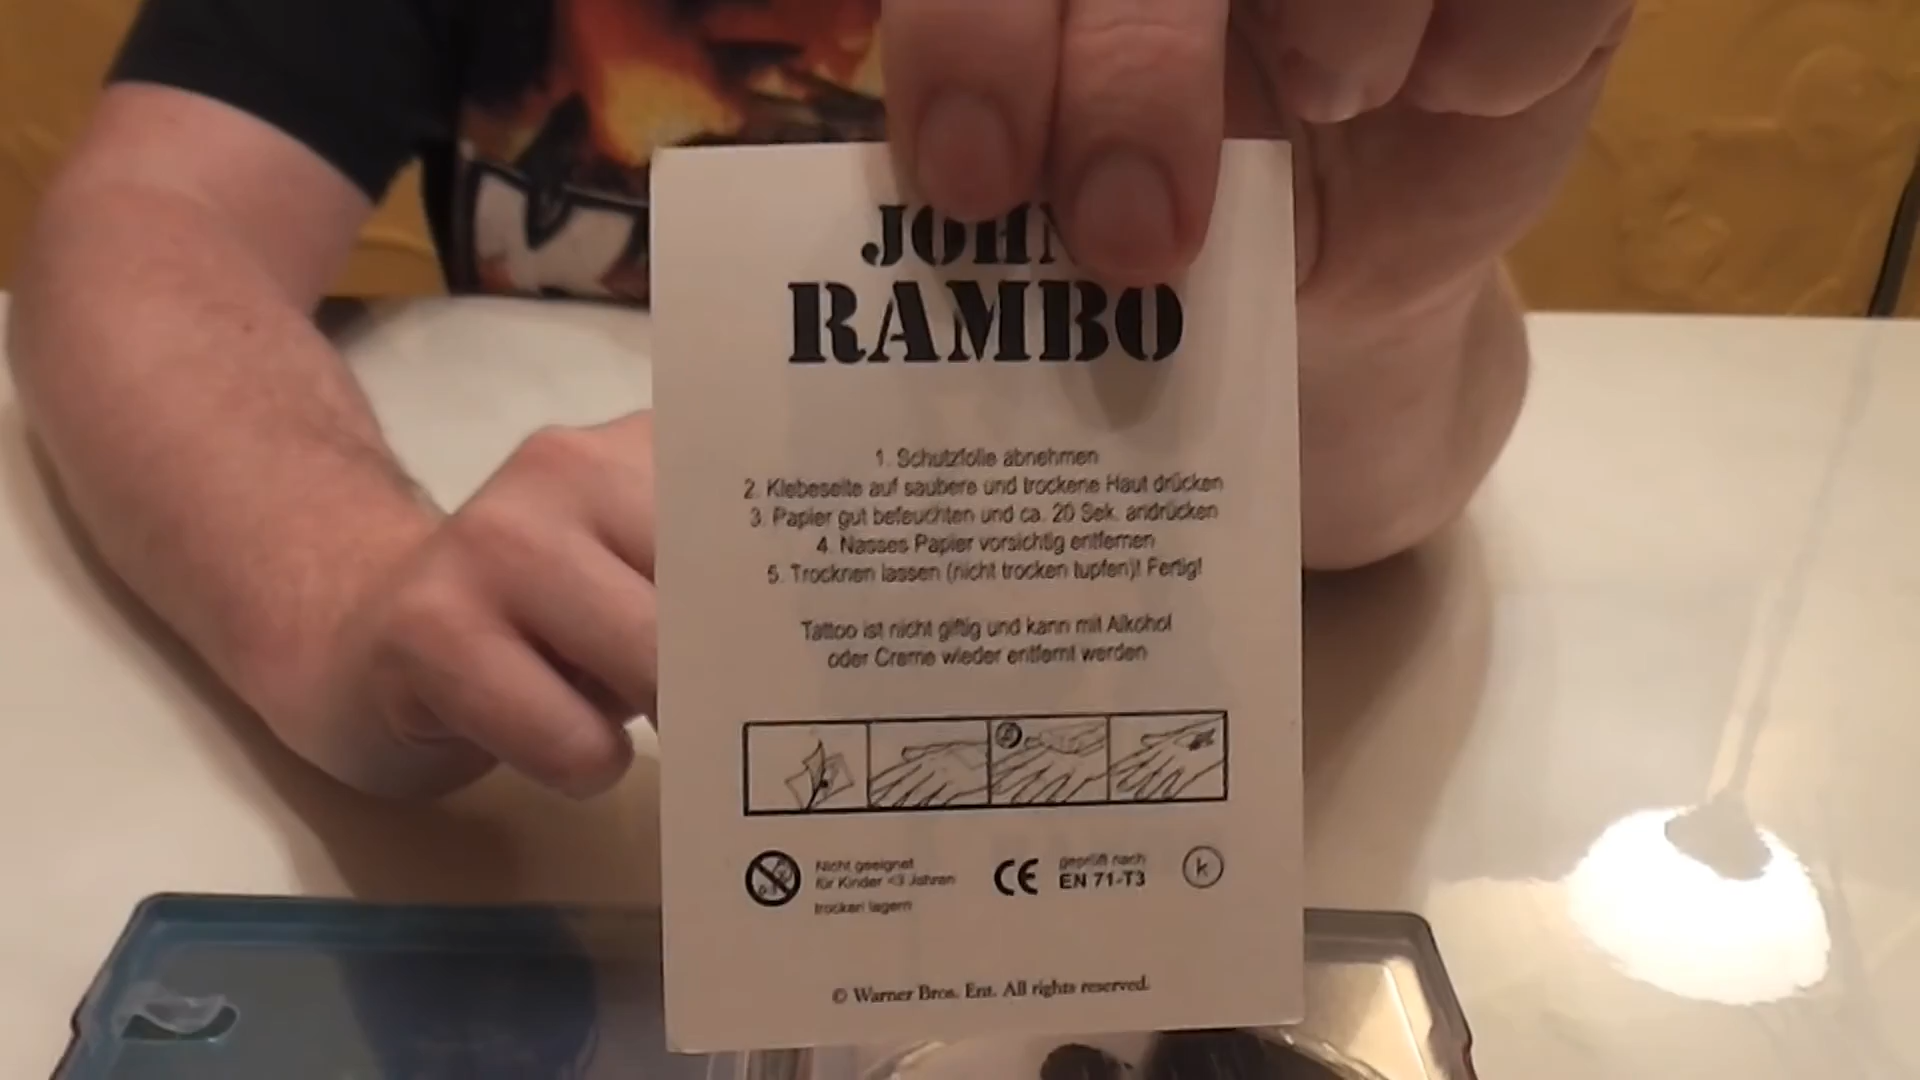 JOHN
RAMBO
1. Schutzfolie abnehmen
2. Klebeseite auf saubere und trockene Haut drücken
3. Papier gut befeuchten und ca. 20 Sek. andrücken
4. Nasses Papier vorsichtig entfernen
5. Trocknen lassen (nicht trocken tupfen)! Fertig!
Tattoo ist nicht giftig und kann mit Alkohol
oder Creme wieder entfernt werden
Nicht geeignet
für Kinder <3 Jahren
trocken lagern
CE
geprüft nach
EN 71-T3
k
© Warner Bros. Ent. All rights reserved.